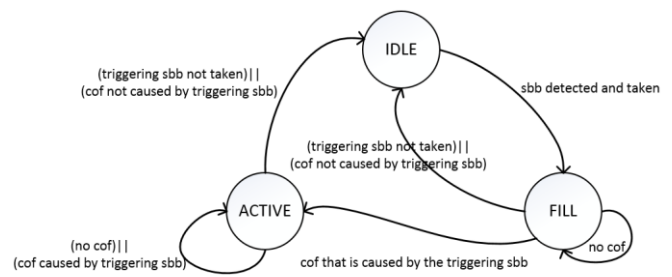 IDLE
(triggering sbb not taken)||
(cof not caused by triggering sbb)
sbb detected and taken
(triggering sbb not taken)||
(cof not caused by triggering sbb)
ACTIVE
FILL
(no cof)||
(cof caused by triggering sbb)
no cof
cof that is caused by the triggering sbb